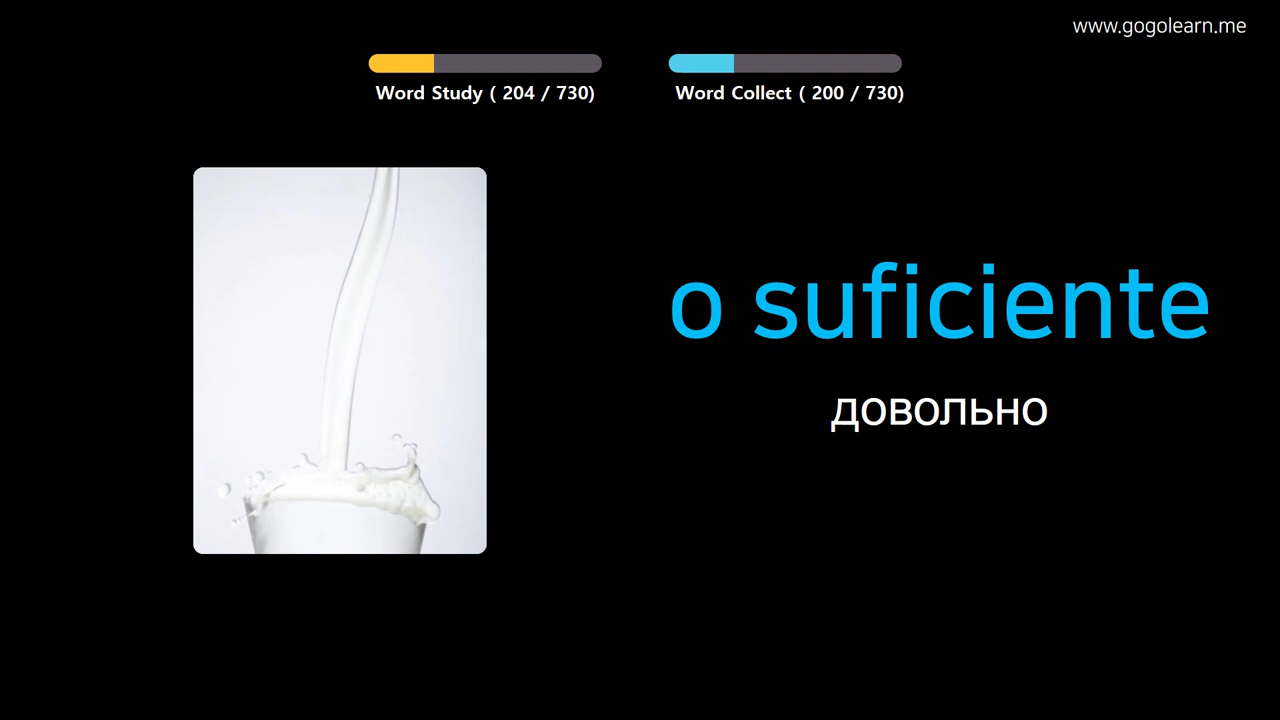 www.gogolearn.me
Word Study ( 204 / 730)
Word Collect ( 200 / 730)
o suficiente
довольно